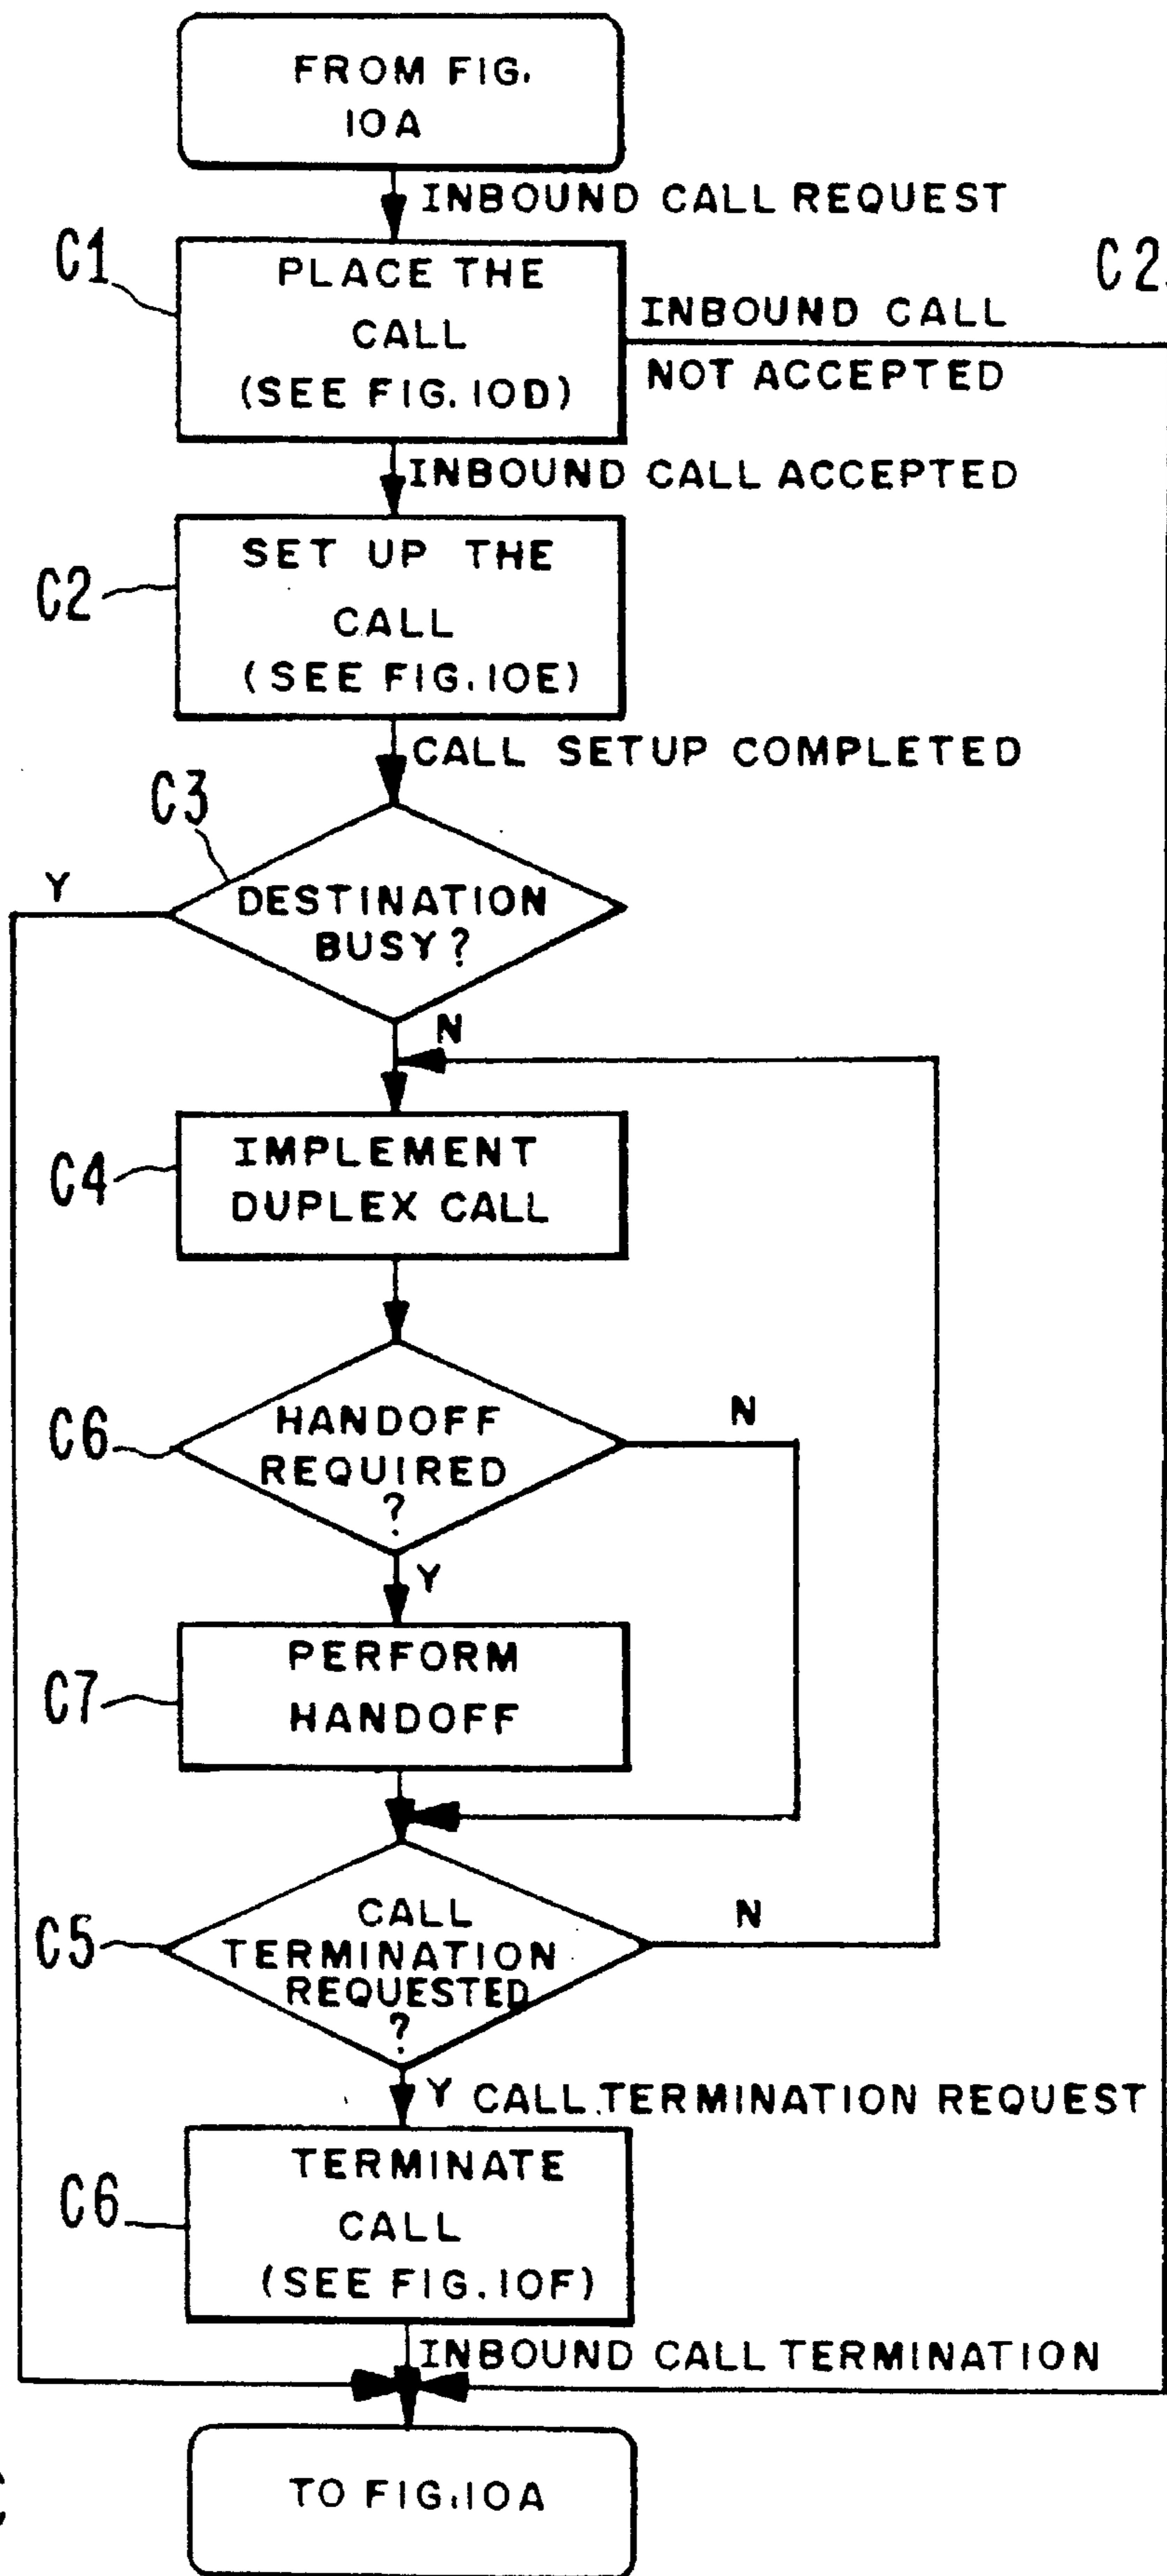 FROM FIG.
10A
INBOUND CALL REQUEST
C1
PLACE THE
CALL
(SEE FIG. 10D)
INBOUND CALL
NOT ACCEPTED
INBOUND CALL ACCEPTED
C2
SET UP THE
CALL
(SEE FIG. 10E)
CALL SETUP COMPLETED
C3
Y
DESTINATION
BUSY?
N
C4
IMPLEMENT
DUPLEX CALL
C6
HANDOFF
REQUIRED
?
N
Y
C7
PERFORM
HANDOFF
C5
CALL
TERMINATION
REQUESTED
?
N
Y CALL TERMINATION REQUEST
C6
TERMINATE
CALL
(SEE FIG. 10F)
INBOUND CALL TERMINATION
TO FIG. 10A